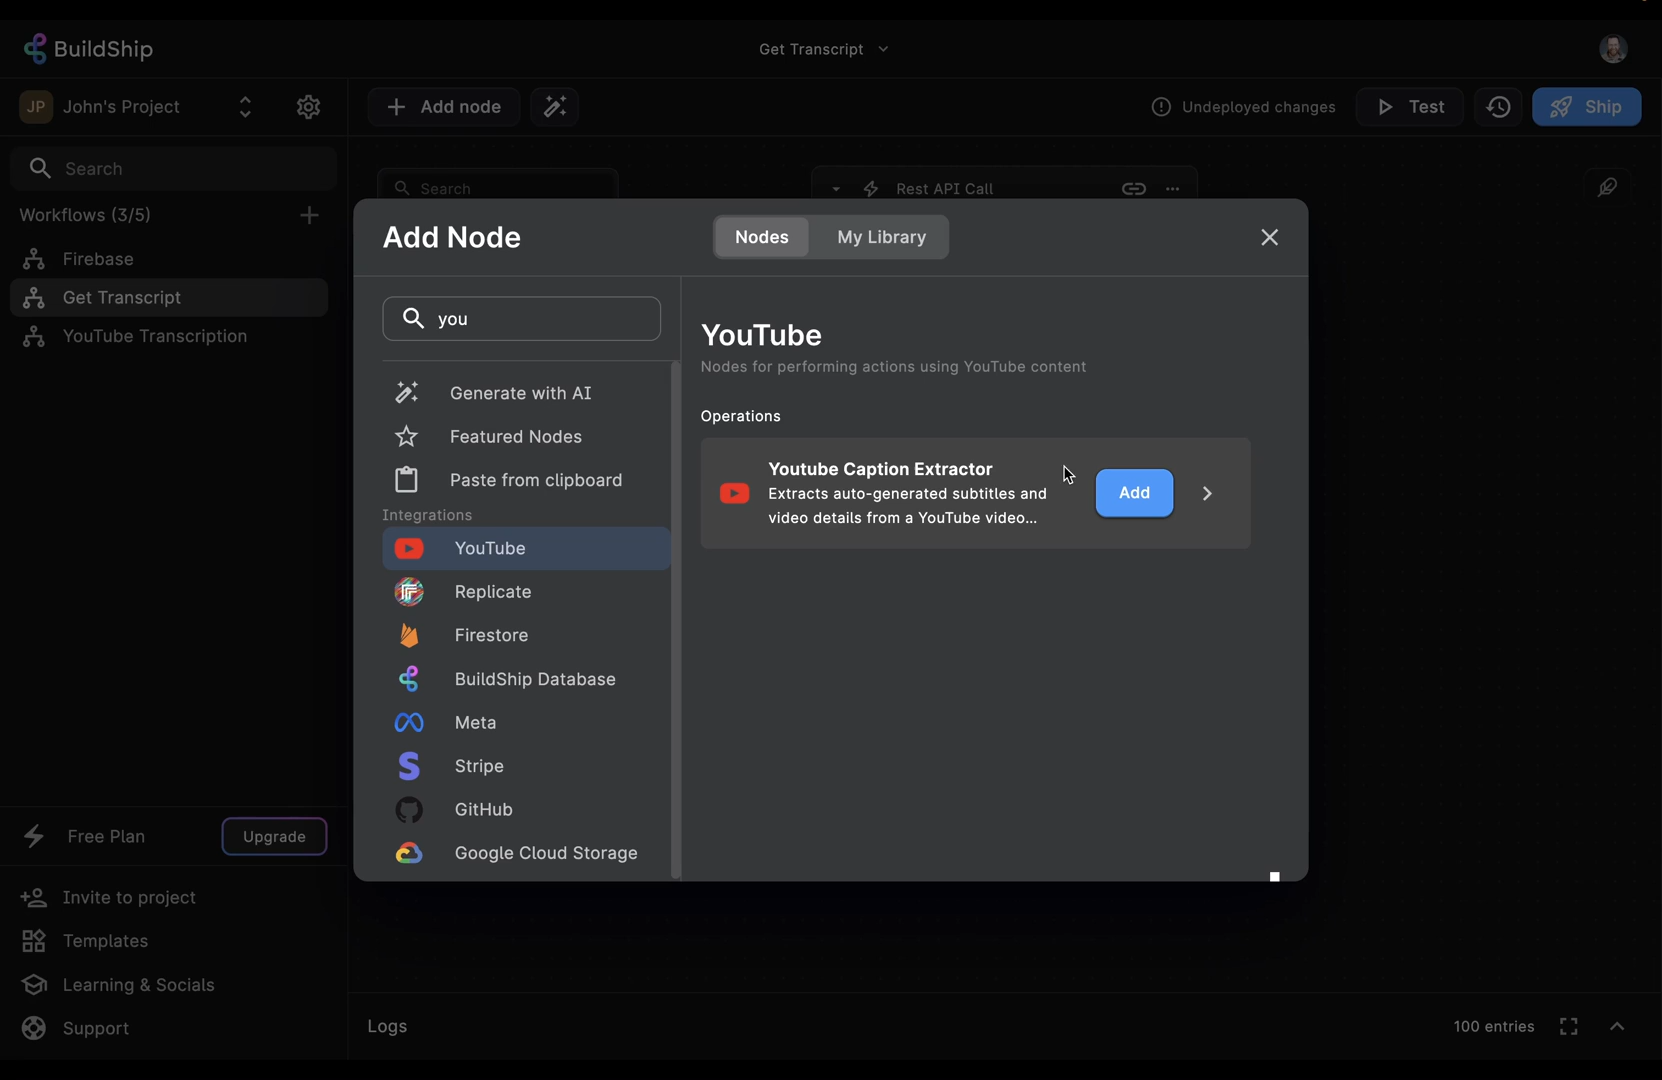 BuildShip
Get Transcript
JP John's Project
Add node
Undeployed changes
Test
Ship
Search
Search
Rest API Call
Workflows (3/5)
Firebase
Get Transcript
YouTube Transcription
Add Node
Nodes
My Library
you
Generate with AI
Featured Nodes
Paste from clipboard
Integrations
YouTube
Replicate
Firestore
BuildShip Database
Meta
Stripe
GitHub
Google Cloud Storage
YouTube
Nodes for performing actions using YouTube content
Operations
Youtube Caption Extractor
Extracts auto-generated subtitles and
video details from a YouTube video...
Add
Free Plan
Upgrade
Invite to project
Templates
Learning & Socials
Support
Logs
100 entries